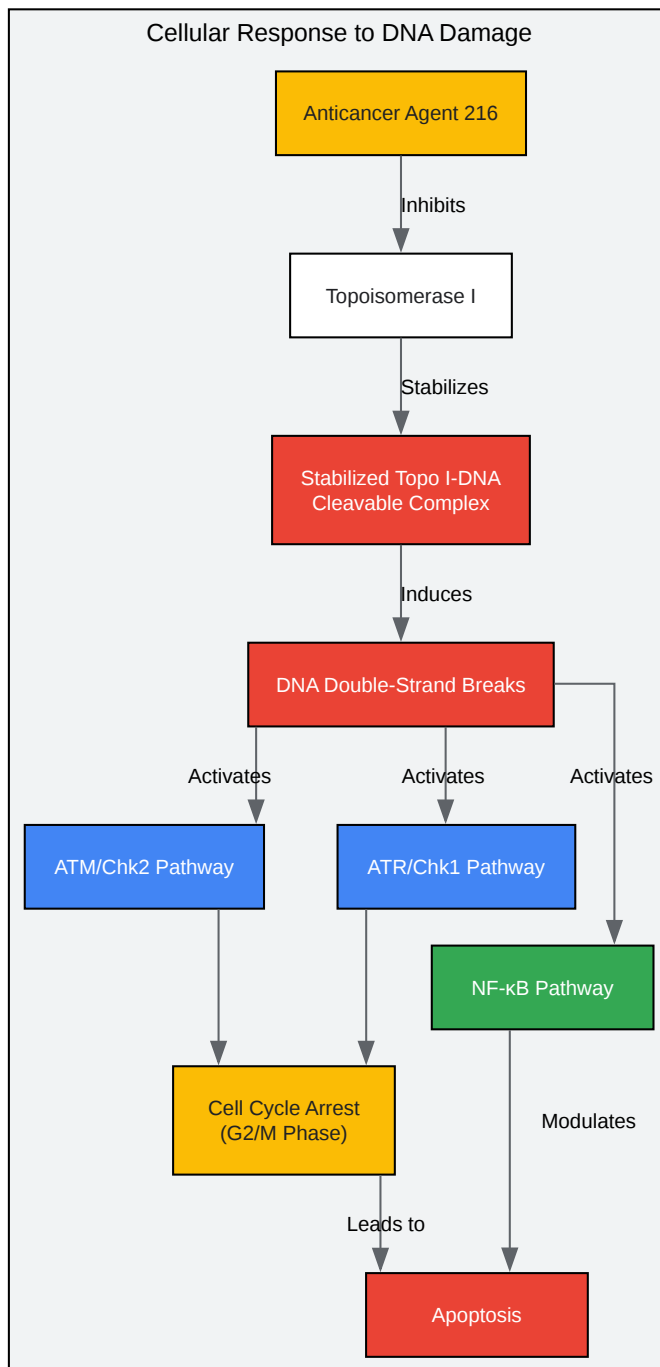 Cellular Response to DNA Damage
Anticancer Agent 216
Inhibits
Topoisomerase I
Stabilizes
Stabilized Topo I-DNA
Cleavable Complex
Induces
DNA Double-Strand Breaks
Activates
Activates
Activates
ATM/Chk2 Pathway
ATR/Chk1 Pathway
NF-κB Pathway
Cell Cycle Arrest
(G2/M Phase)
Modulates
Leads to
Apoptosis